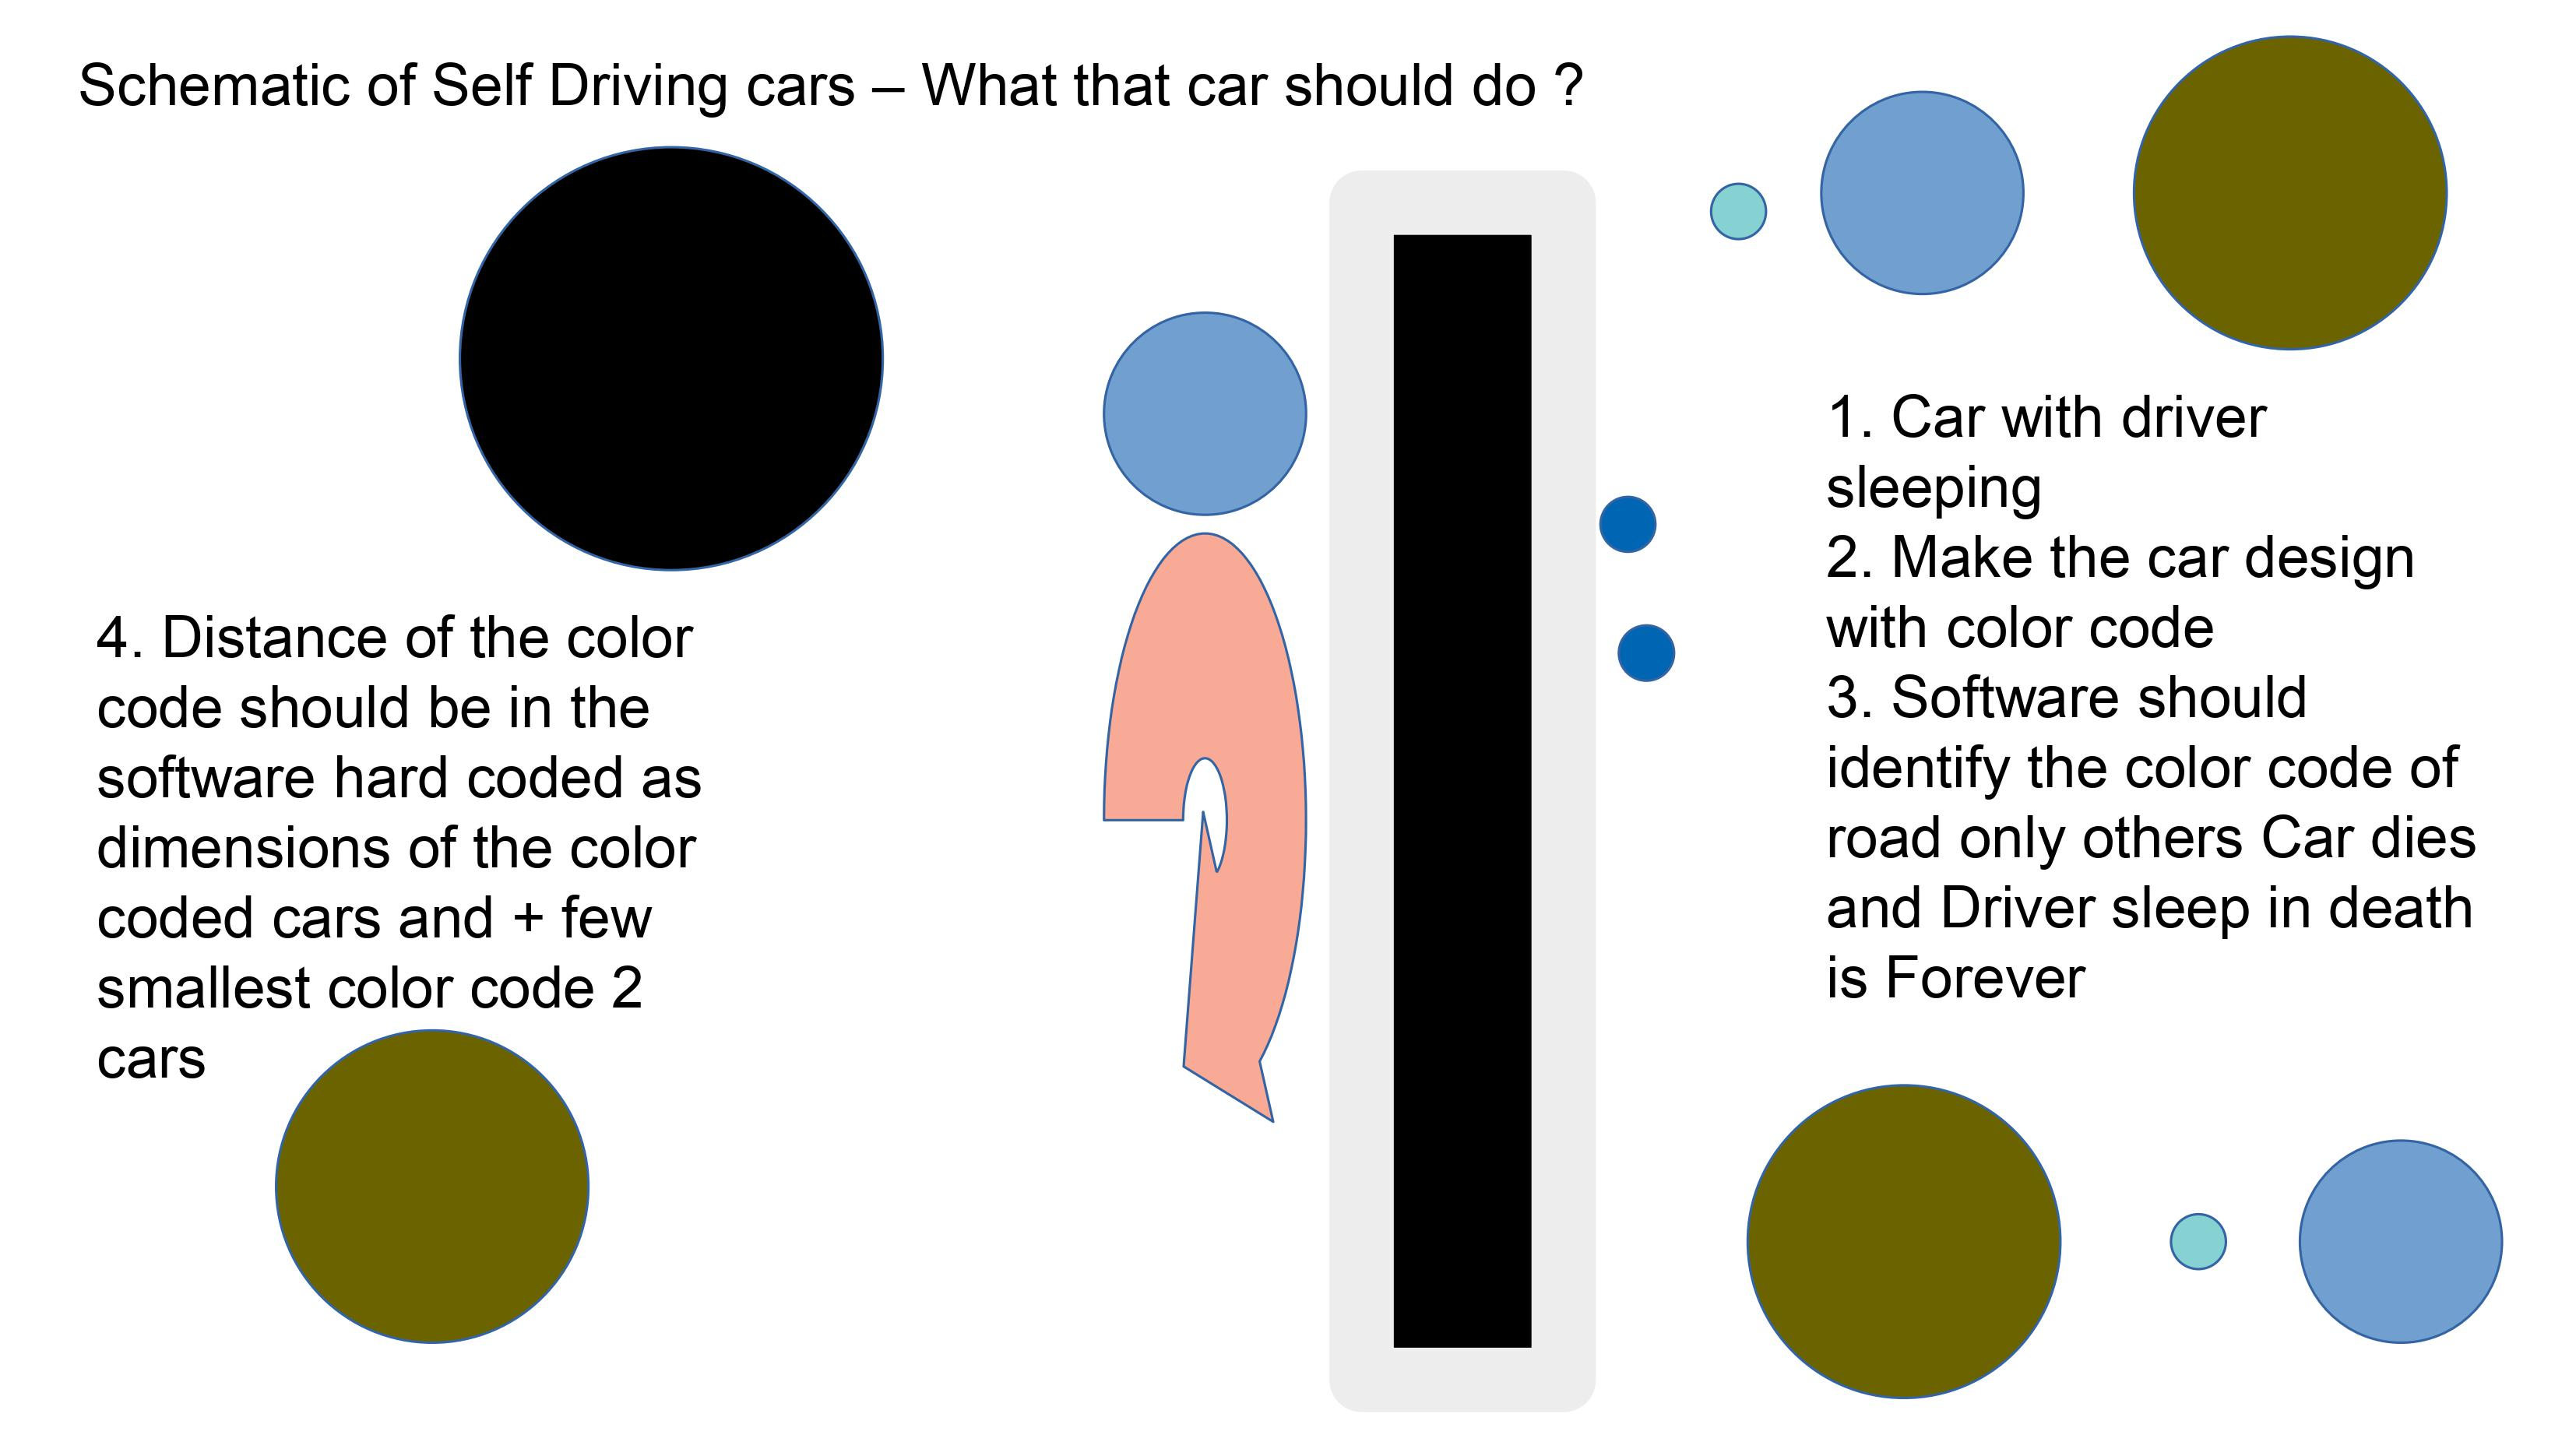 Schematic of Self Driving cars – What that car should do ?
1. Car with driver
sleeping
2. Make the car design
with color code
3. Software should
identify the color code of
road only others Car dies
and Driver sleep in death
is Forever
4. Distance of the color
code should be in the
software hard coded as
dimensions of the color
coded cars and + few
smallest color code 2
cars